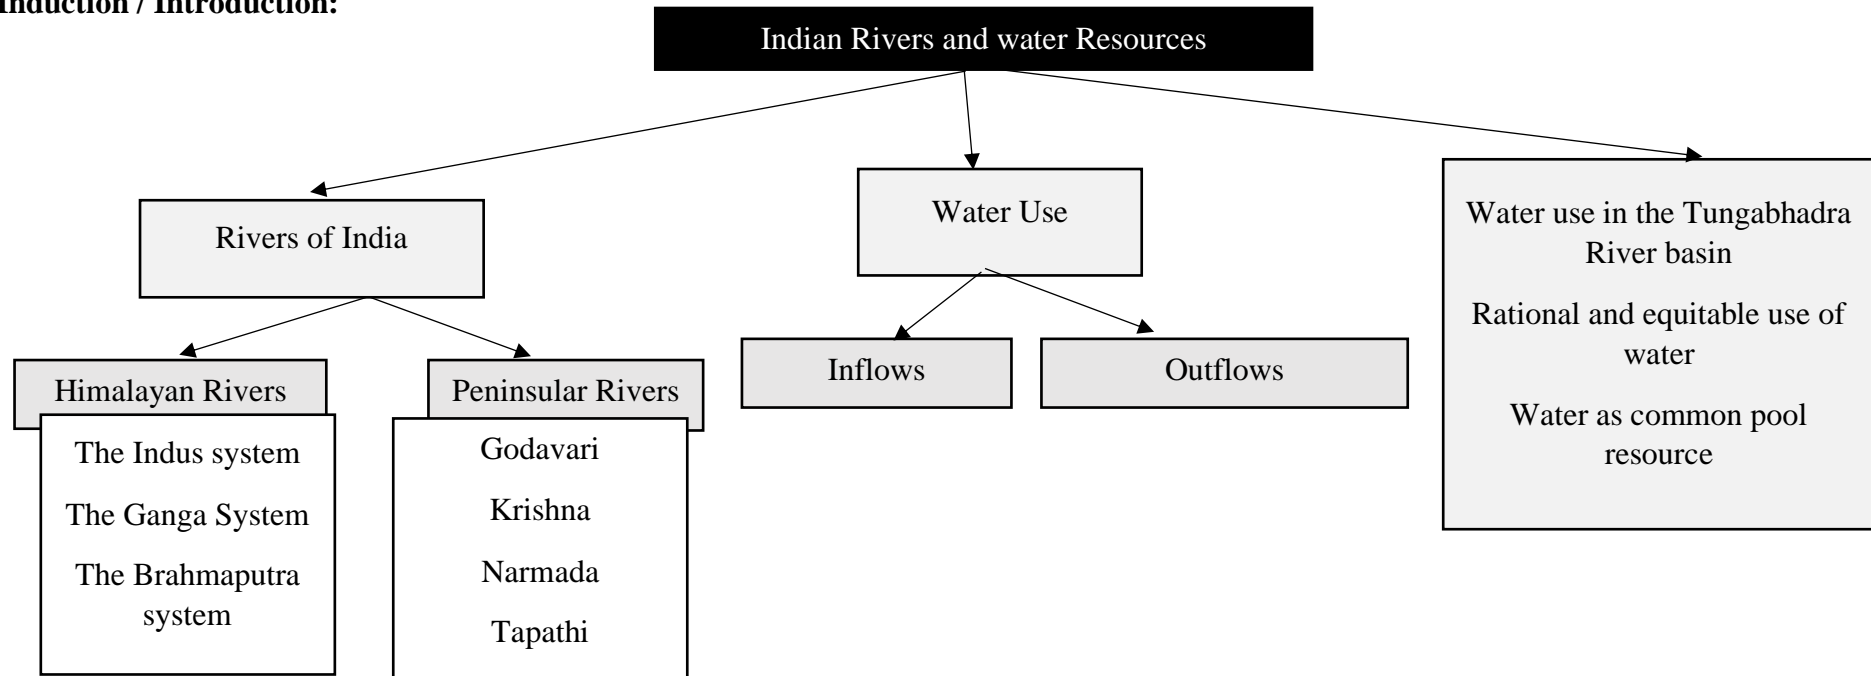 Induction / Introduction:
Indian Rivers and water Resources
Rivers of India
Water Use
Water use in the Tungabhadra
River basin
Rational and equitable use of
water
Water as common pool
resource
Himalayan Rivers
The Indus system
The Ganga System
The Brahmaputra
system
Peninsular Rivers
Godavari
Krishna
Narmada
Tapathi
Inflows
Outflows